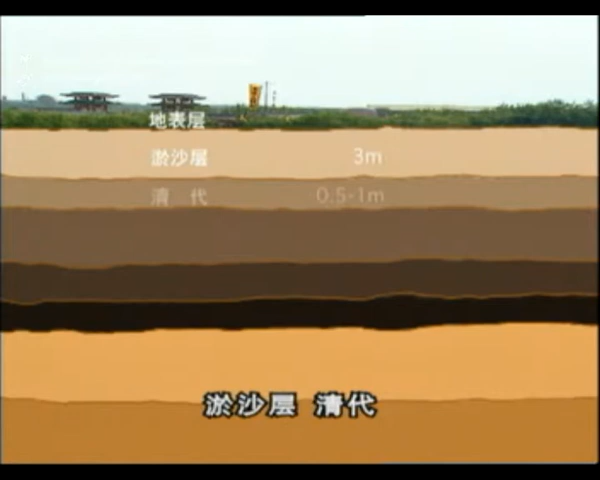 地表层
淤沙层 3m
清 代 0.5-1m
淤沙层 清代